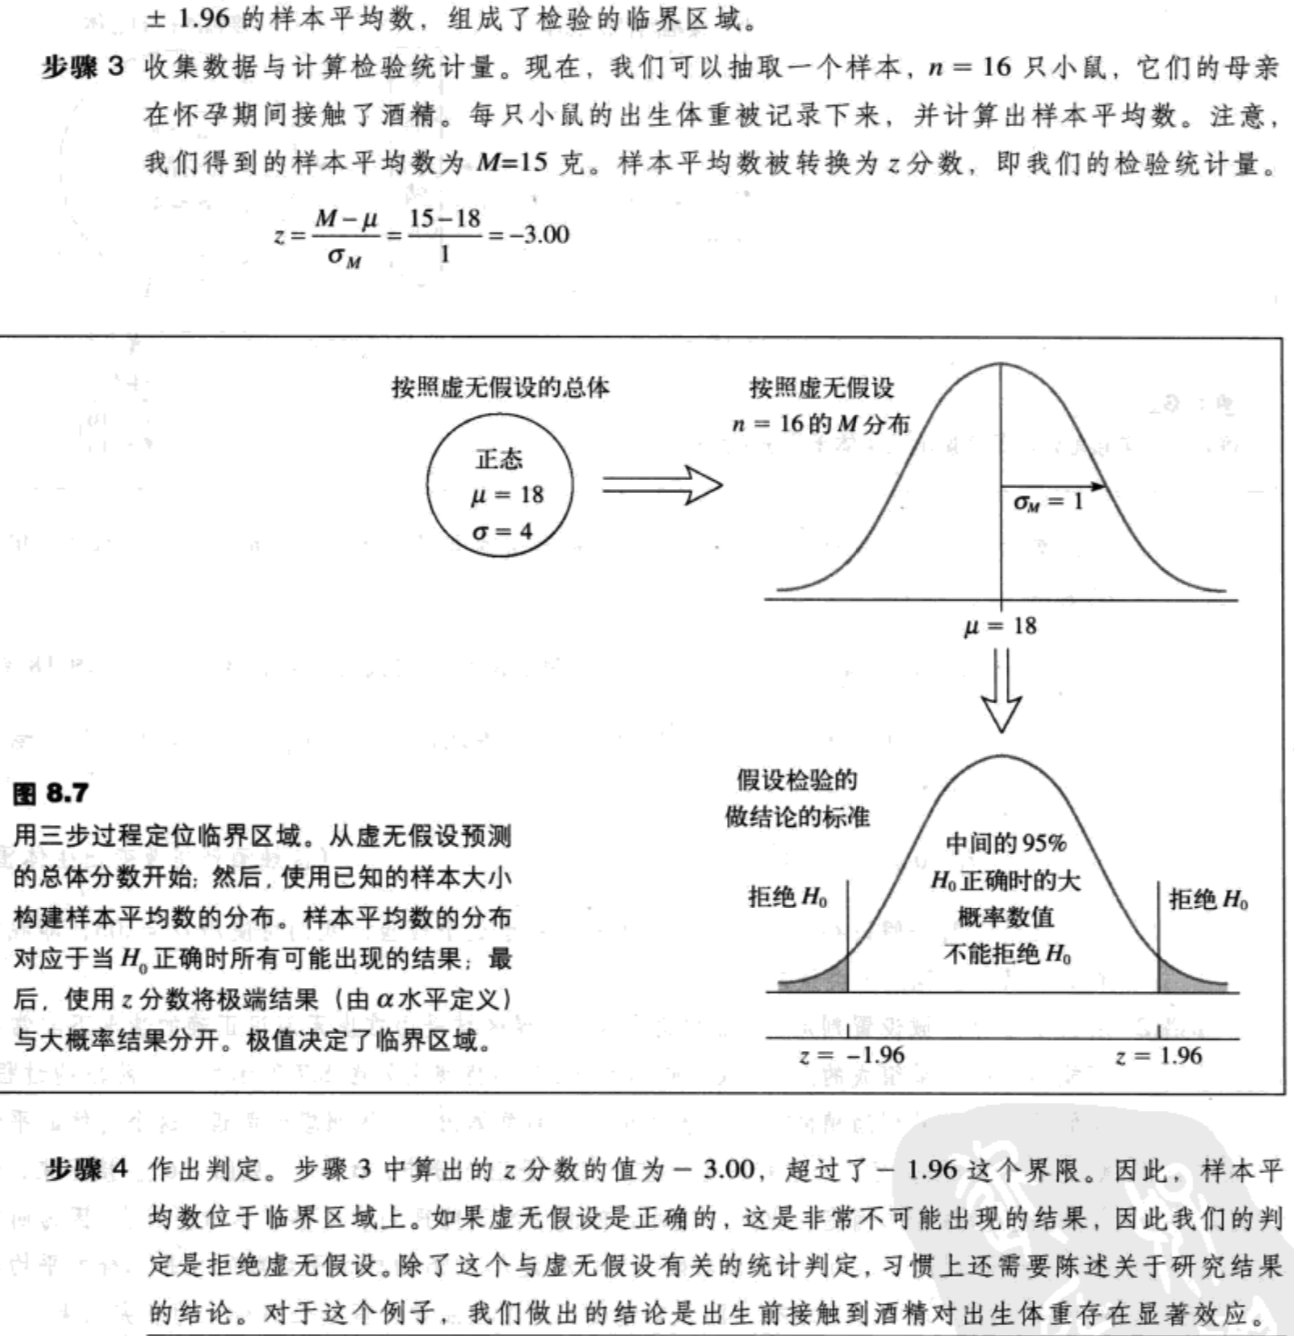 ± 1.96 的样本平均数，组成了检验的临界区域。
步骤 3 收集数据与计算检验统计量。现在，我们可以抽取一个样本，n = 16 只小鼠，它们的母亲
在怀孕期间接触了酒精。每只小鼠的出生体重被记录下来，并计算出样本平均数。注意，
我们得到的样本平均数为 M=15 克。样本平均数被转换为 z 分数，即我们的检验统计量。
z = (M − μ)/σM = (15−18)/1 = −3.00
按照虚无假设的总体
正态
μ = 18
σ = 4
按照虚无假设
n = 16 的 M 分布
σM = 1
μ = 18
假设检验的
做结论的标准
拒绝 H0
中间的 95%
H0 正确时的大
概率数值
不能拒绝 H0
拒绝 H0
z = −1.96
z = 1.96
图 8.7
用三步过程定位临界区域。从虚无假设预测
的总体分数开始；然后，使用已知的样本大小
构建样本平均数的分布。样本平均数的分布
对应于当 H0 正确时所有可能出现的结果；最
后，使用 z 分数将极端结果（由 α 水平定义）
与大概率结果分开。极值决定了临界区域。
步骤 4 作出判定。步骤 3 中算出的 z 分数的值为 − 3.00，超过了 − 1.96 这个界限。因此，样本平
均数位于临界区域上。如果虚无假设是正确的，这是非常不可能出现的结果，因此我们的判
定是拒绝虚无假设。除了这个与虚无假设有关的统计判定，习惯上还需要陈述关于研究结果
的结论。对于这个例子，我们做出的结论是出生前接触到酒精对出生体重存在显著效应。